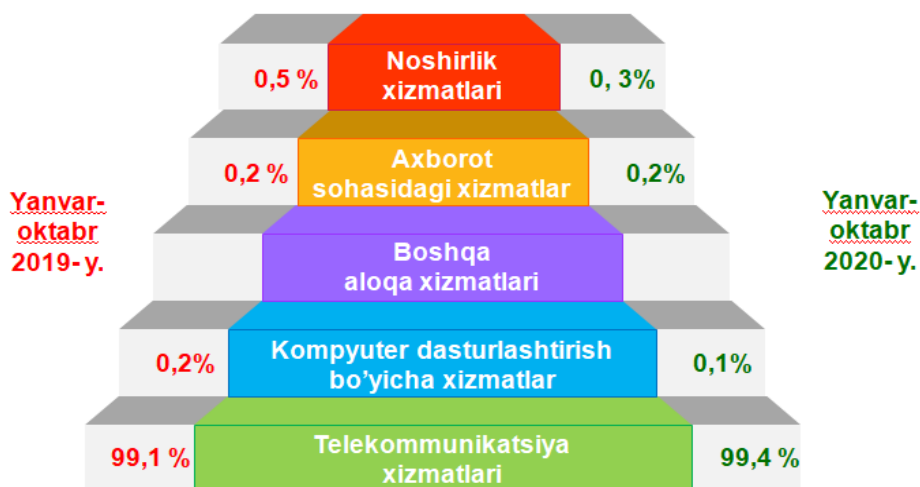 0,5 %
Noshirlik
xizmatlari
0, 3%
0,2 %
Axborot
sohasidagi xizmatlar
0,2%
Yanvar-
oktabr
2019- y.
Boshqa
aloqa xizmatlari
Yanvar-
oktabr
2020- y.
0,2%
Kompyuter dasturlashtirish
bo'yicha xizmatlar
0,1%
99,1 %
Telekommunikatsiya
xizmatlari
99,4 %